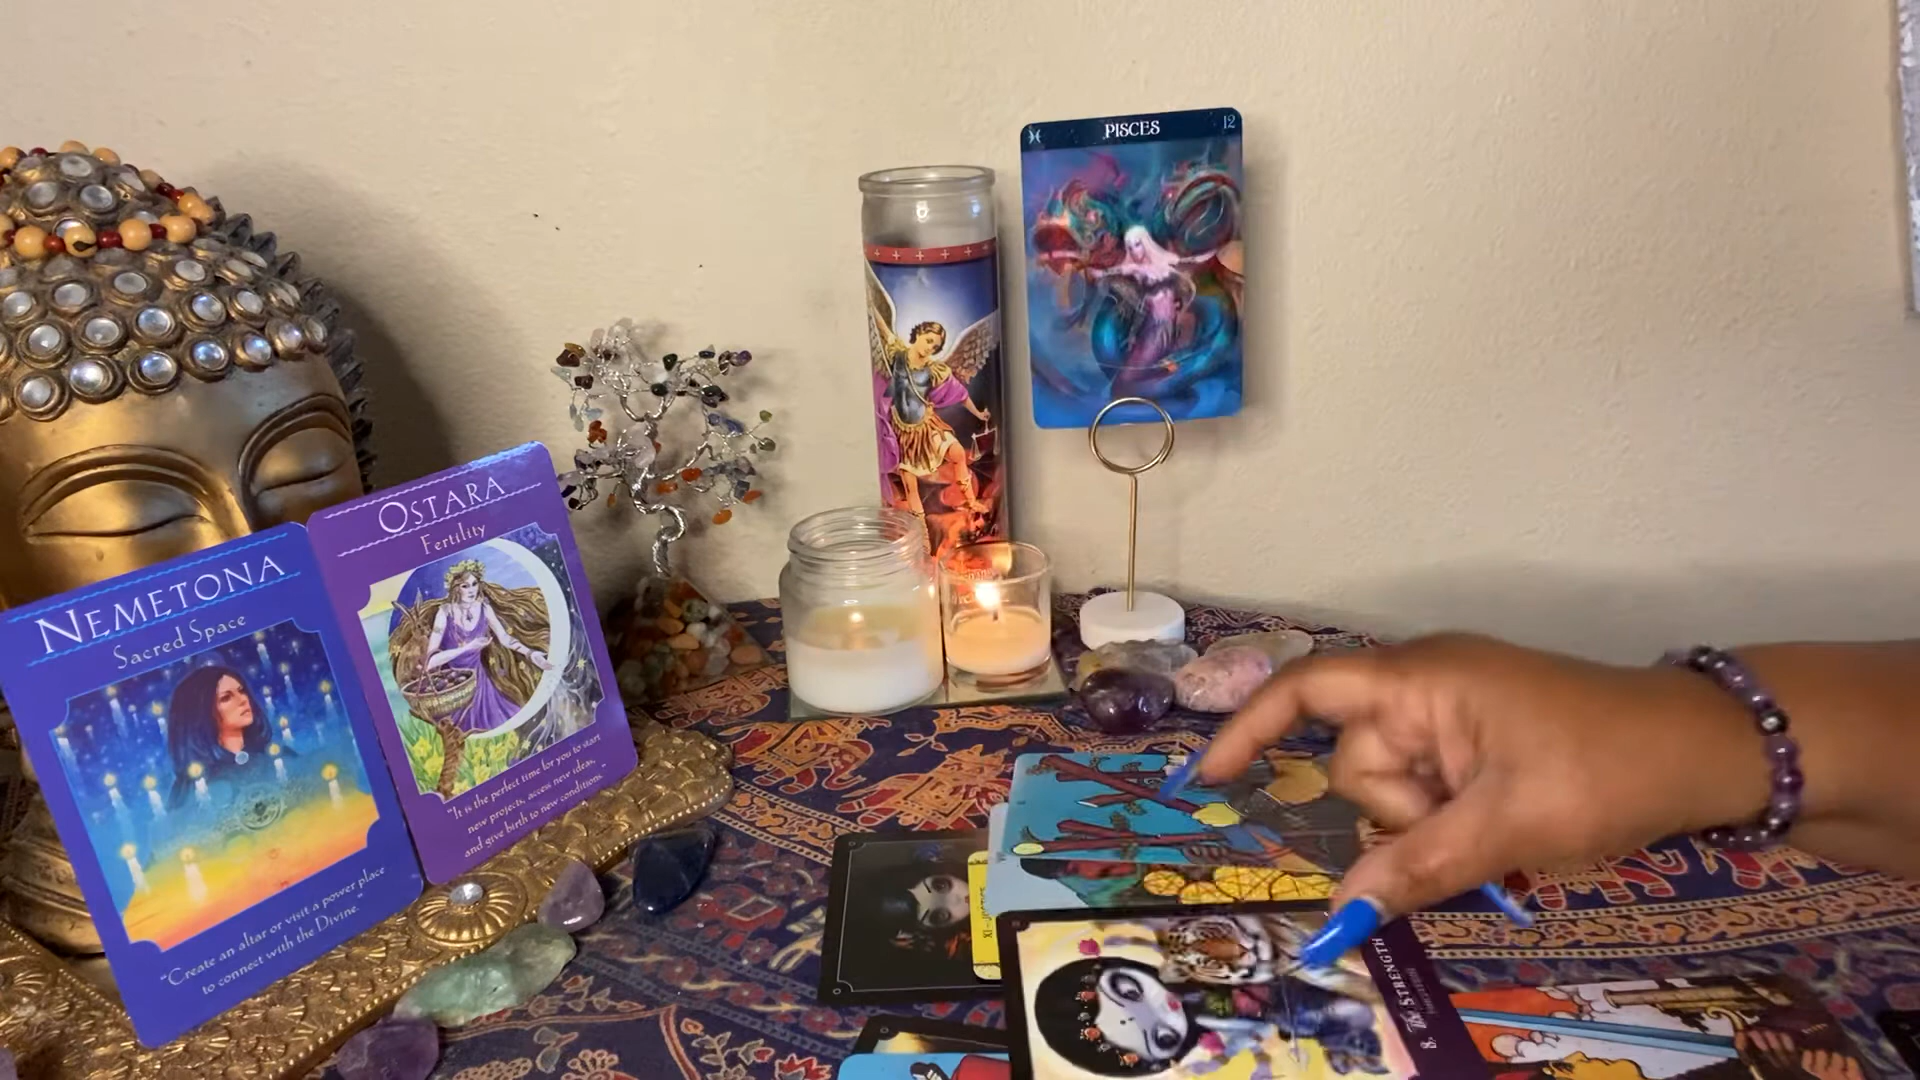 PISCES
12
OSTARA
Fertility
"It is the perfect time for you to start
new projects, access new ideas,
and give birth to new conditions."
NEMETONA
Sacred Space
"Create an altar or visit a power place
to connect with the Divine."
8.
The STRENGTH